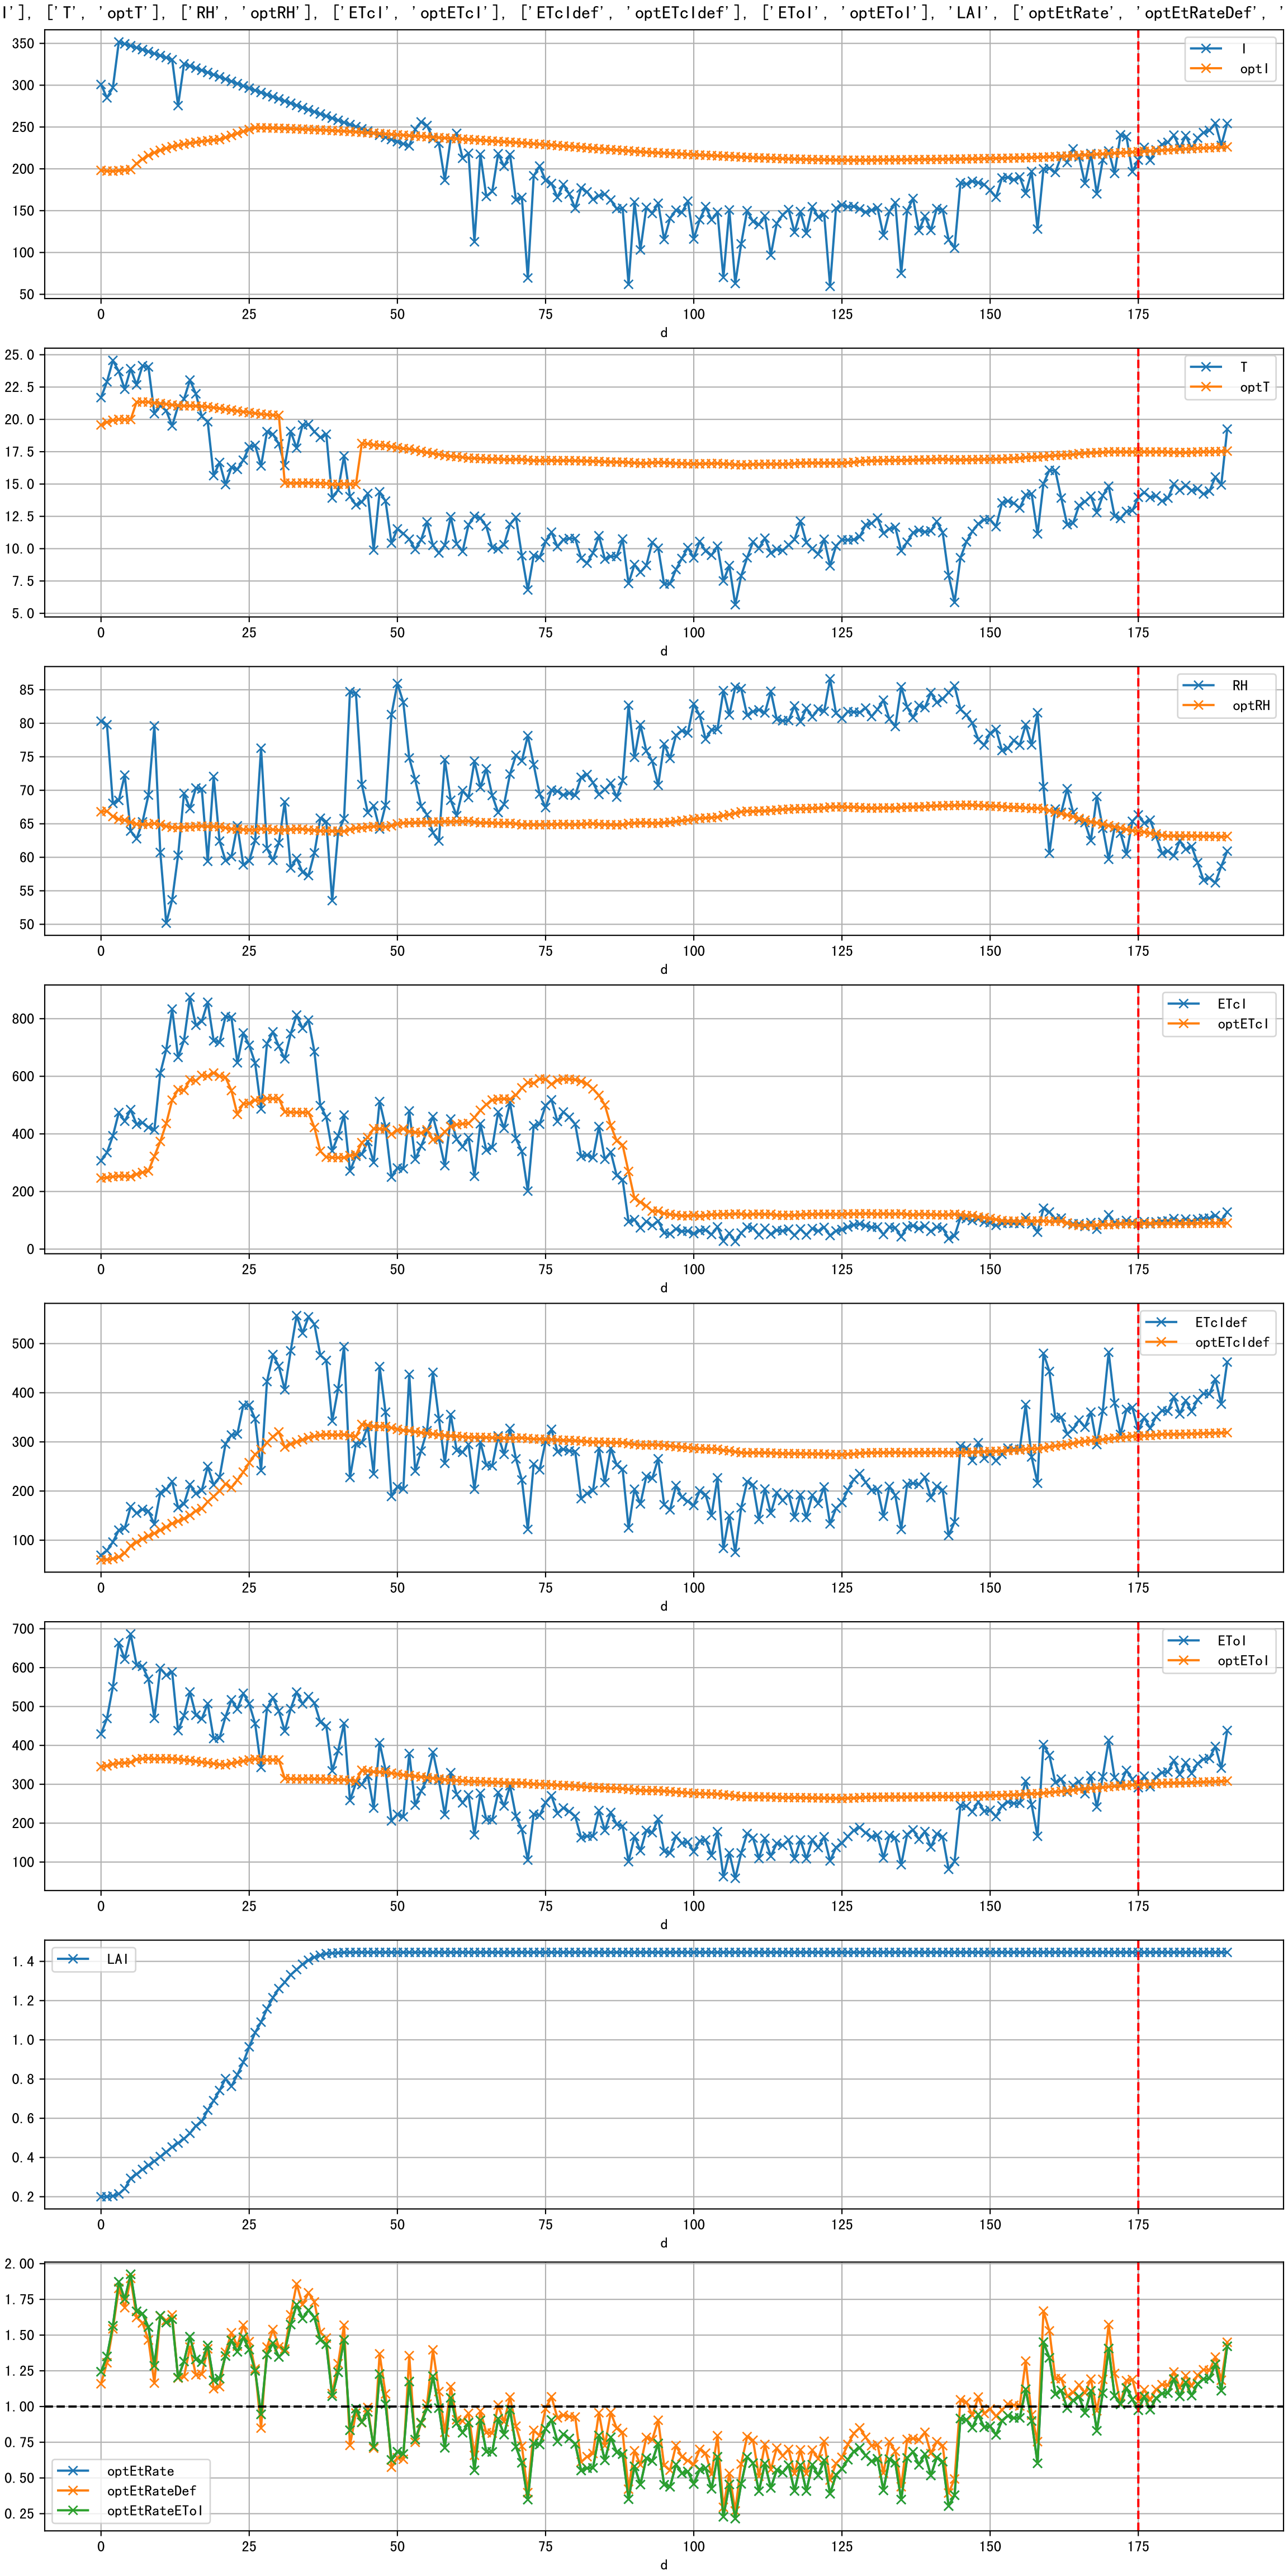 I'], ['T', 'optT'], ['RH', 'optRH'], ['ETcI', 'optETcI'], ['ETcIdef', 'optETcIdef'], ['EToI', 'optEToI'], 'LAI', ['optEtRate', 'optEtRateDef', '
350
300
250
200
150
100
50
I
optI
0 25 50 75 100 125 150 175
d
25.0
22.5
20.0
17.5
15.0
12.5
10.0
7.5
5.0
T
optT
0 25 50 75 100 125 150 175
d
85
80
75
70
65
60
55
50
RH
optRH
0 25 50 75 100 125 150 175
d
800
600
400
200
0
ETcI
optETcI
0 25 50 75 100 125 150 175
d
500
400
300
200
100
ETcIdef
optETcIdef
0 25 50 75 100 125 150 175
d
700
600
500
400
300
200
100
EToI
optEToI
0 25 50 75 100 125 150 175
d
1.4
1.2
1.0
0.8
0.6
0.4
0.2
LAI
0 25 50 75 100 125 150 175
d
2.00
1.75
1.50
1.25
1.00
0.75
0.50
0.25
optEtRate
optEtRateDef
optEtRateEToI
0 25 50 75 100 125 150 175
d